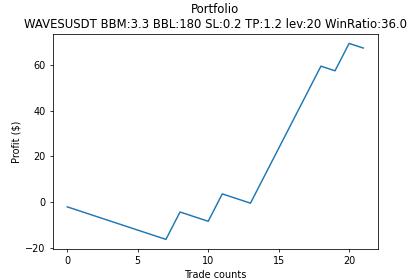 Portfolio
WAVESUSDT BBM:3.3 BBL:180 SL:0.2 TP:1.2 lev:20 WinRatio:36.0
60
40
20
0
−20
Profit ($)
0
5
10
15
20
Trade counts